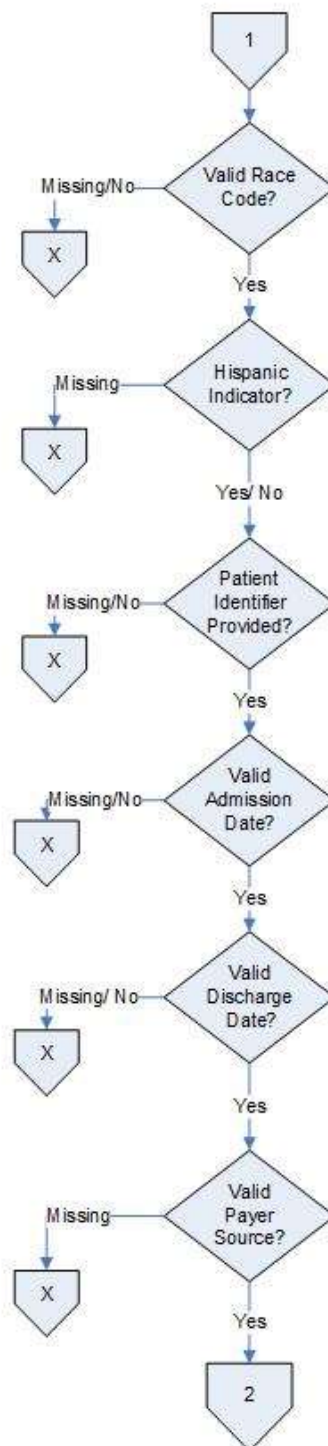 1
Valid Race
Code?
Missing/No
X
Yes
Hispanic
Indicator?
Missing
X
Yes/ No
Patient
Identifier
Provided?
Missing/No
X
Yes
Valid
Admission
Date?
Missing/No
X
Yes
Valid
Discharge
Date?
Missing/ No
X
Yes
Valid
Payer
Source?
Missing
X
Yes
2